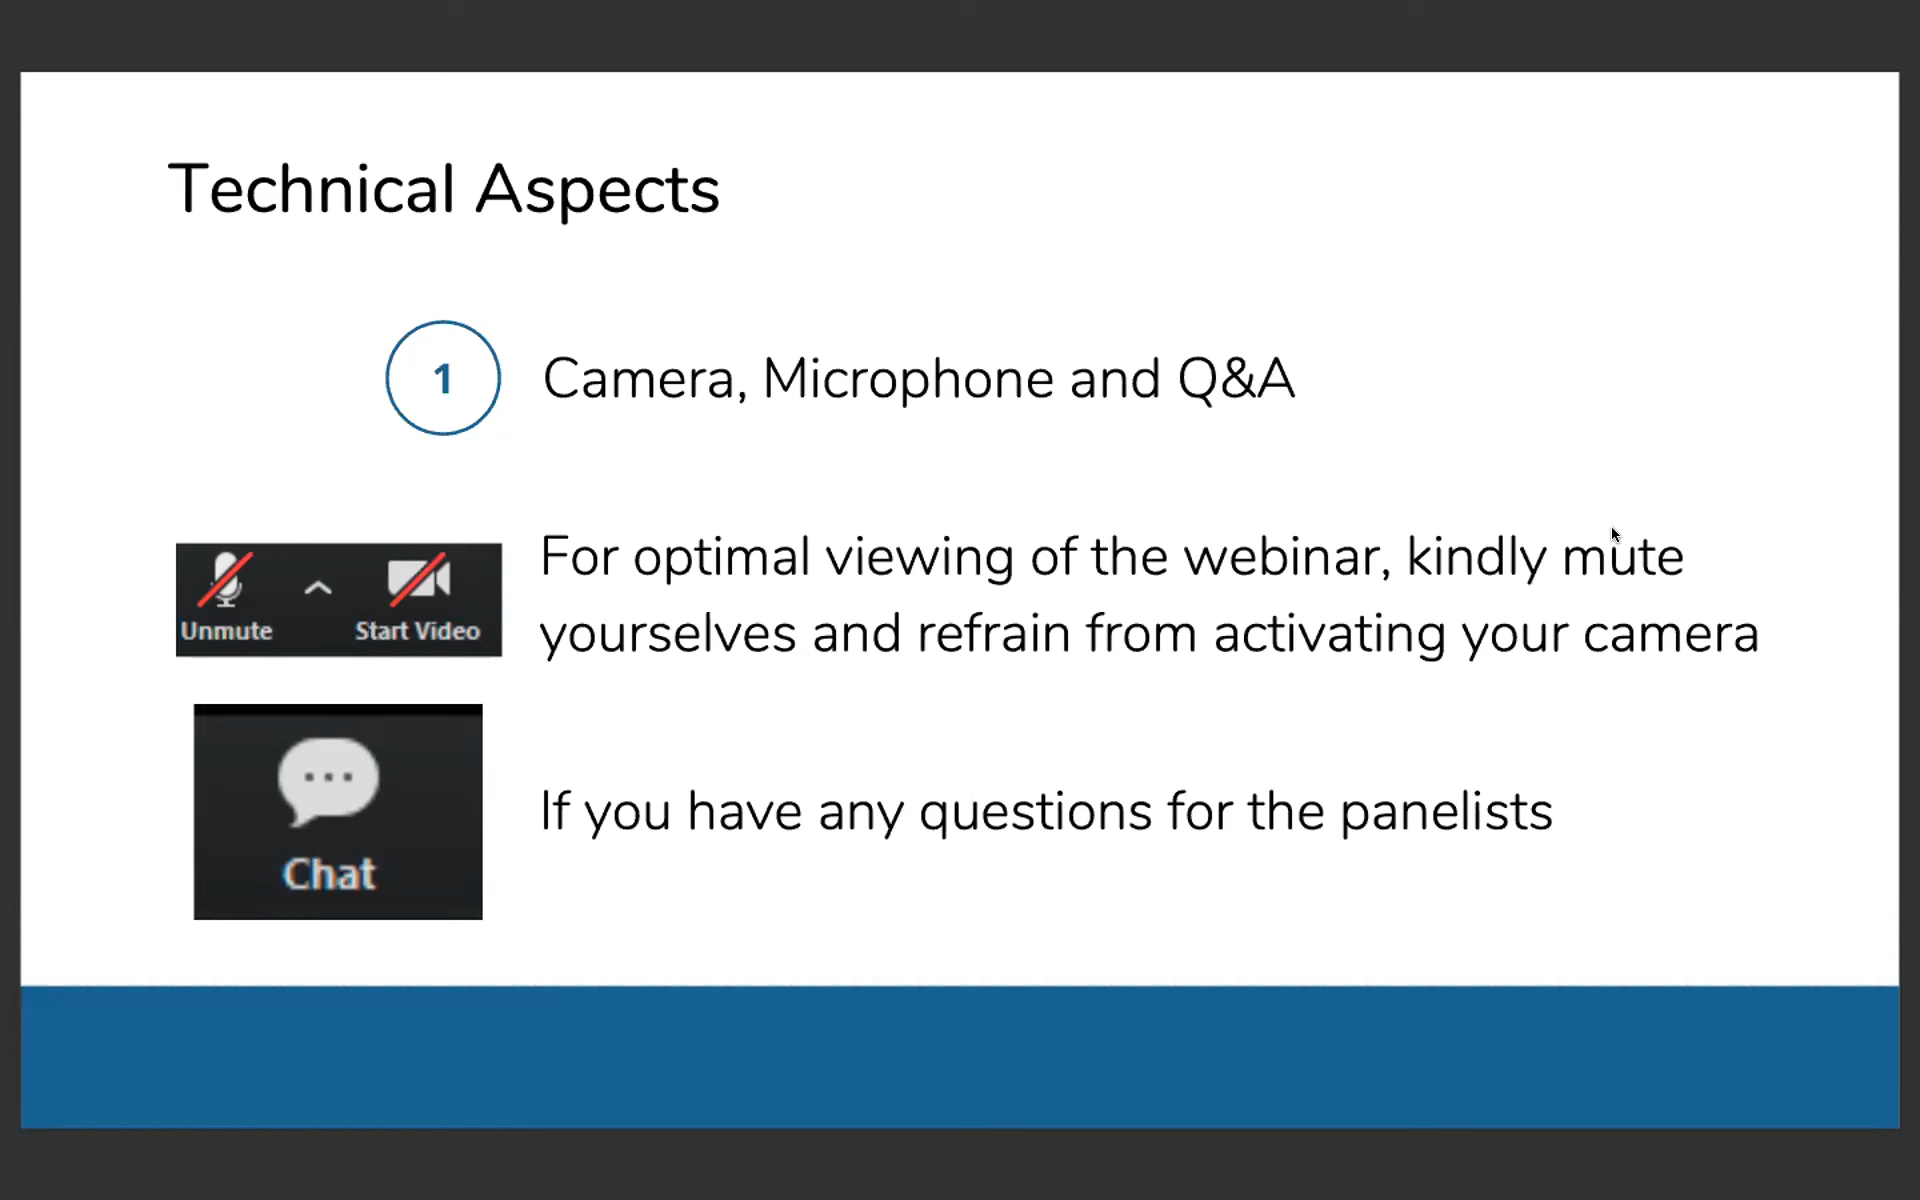 Technical Aspects
1
Camera, Microphone and Q&A
Unmute
Start Video
For optimal viewing of the webinar, kindly mute
yourselves and refrain from activating your camera
Chat
If you have any questions for the panelists